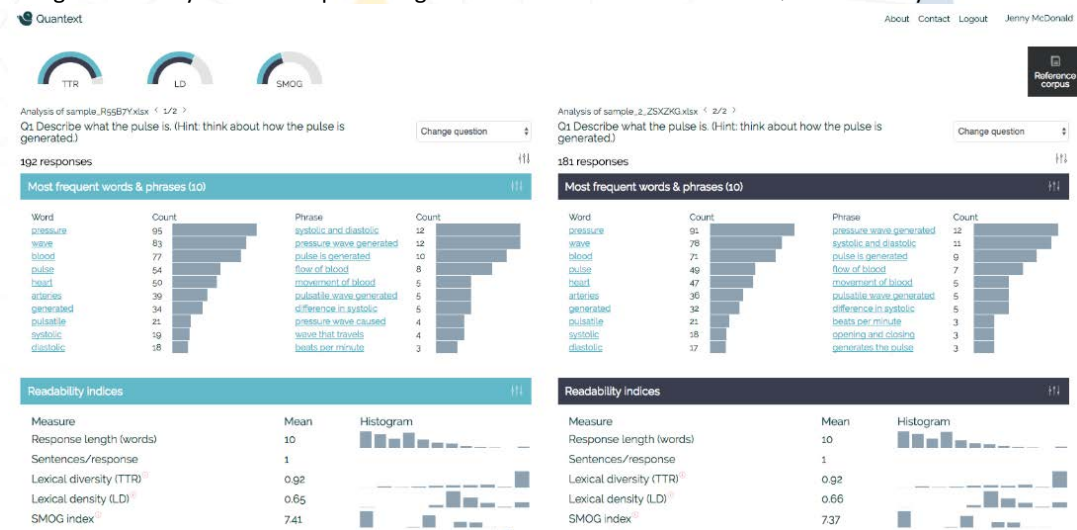 Quantext
About Contact Logout Jenny McDonald
TTR
LD
SMOG
Reference
corpus
Analysis of sample_R55B7Y.xlsx < 1/2 >
Q1 Describe what the pulse is. (Hint: think about how the pulse is
generated.)
Change question
192 responses
Most frequent words & phrases (10)
Word Count Phrase Count
pressure 95 systolic and diastolic 12
wave 83 pressure wave generated 12
blood 77 pulse is generated 10
pulse 54 flow of blood 8
heart 50 movement of blood 5
arteries 39 pulsatile wave generated 5
generated 34 difference in systolic 5
pulsatile 21 pressure wave caused 4
systolic 19 wave that travels 4
diastolic 18 beats per minute 3
Readability indices
Measure Mean Histogram
Response length (words) 10
Sentences/response 1
Lexical diversity (TTR) 0.92
Lexical density (LD) 0.65
SMOG index 7.41
Analysis of sample_2_ZSXZKG.xlsx < 2/2 >
Q1 Describe what the pulse is. (Hint: think about how the pulse is
generated.)
Change question
181 responses
Most frequent words & phrases (10)
Word Count Phrase Count
pressure 91 pressure wave generated 12
wave 78 systolic and diastolic 11
blood 71 pulse is generated 9
pulse 49 flow of blood 7
heart 47 movement of blood 5
arteries 36 pulsatile wave generated 5
generated 32 difference in systolic 5
pulsatile 21 beats per minute 3
systolic 18 opening and closing 3
diastolic 17 generates the pulse 3
Readability indices
Measure Mean Histogram
Response length (words) 10
Sentences/response 1
Lexical diversity (TTR) 0.92
Lexical density (LD) 0.66
SMOG index 7.37